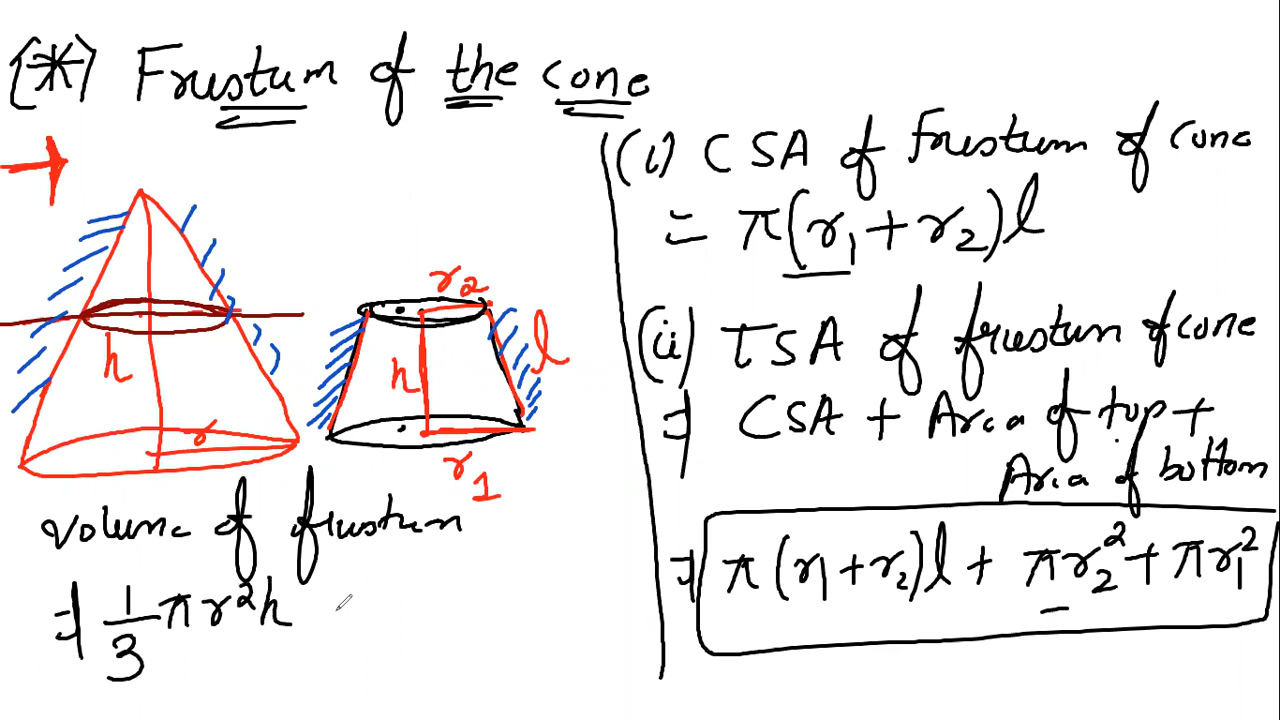 [*] Frustum of the cone
h
r
r₂
h
l
r₁
Volume of frustum
⇒ 1/3 πr²h
(i) CSA of Frustum of cone
= π(r₁+r₂)l
(ii) TSA of frustum of cone
⇒ CSA + Area of top +
Area of bottom
⇒ π(r₁+r₂)l + πr₂² + πr₁²